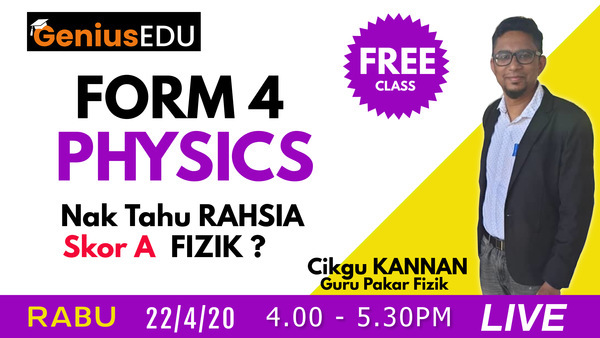 GeniusEDU
FREE
CLASS
FORM 4
PHYSICS
Nak Tahu RAHSIA
Skor A FIZIK ?
Cikgu KANNAN
Guru Pakar Fizik
RABU 22/4/20 4.00 - 5.30PM LIVE